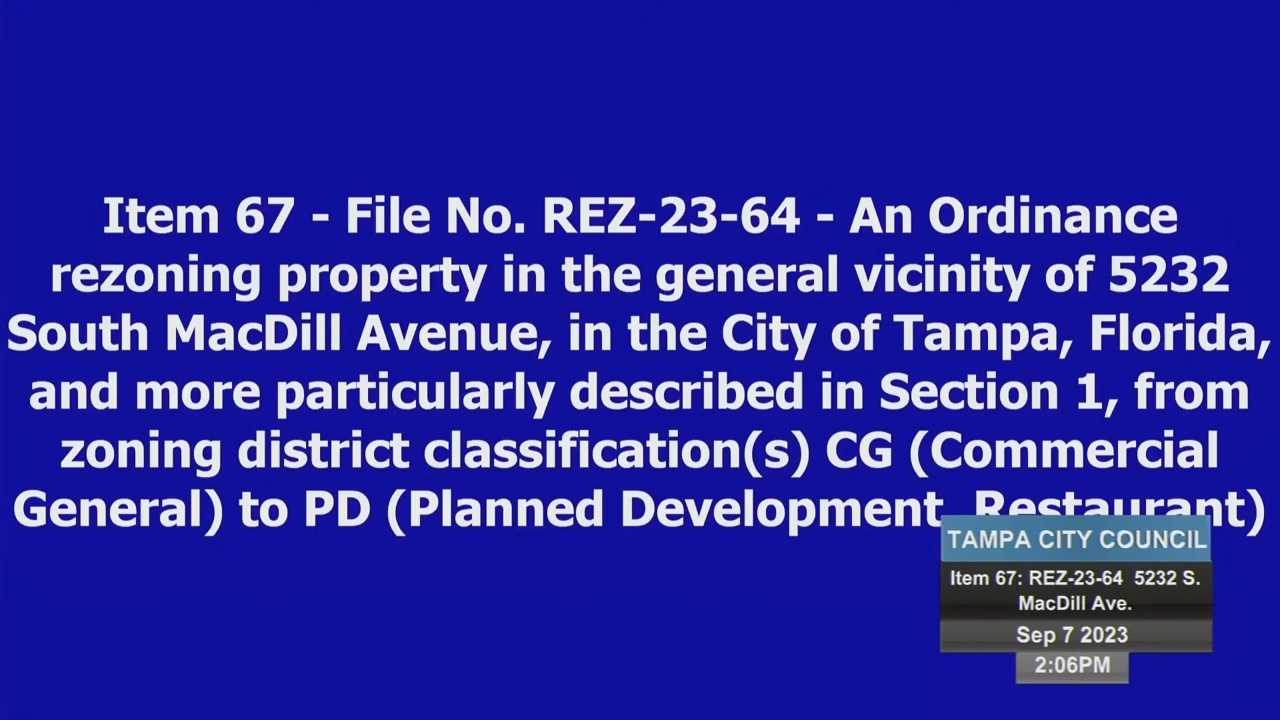 Item 67 - File No. REZ-23-64 - An Ordinance
rezoning property in the general vicinity of 5232
South MacDill Avenue, in the City of Tampa, Florida,
and more particularly described in Section 1, from
zoning district classification(s) CG (Commercial
General) to PD (Planned Development, Restaurant)
TAMPA CITY COUNCIL
Item 67: REZ-23-64 5232 S.
MacDill Ave.
Sep 7 2023
2:06PM